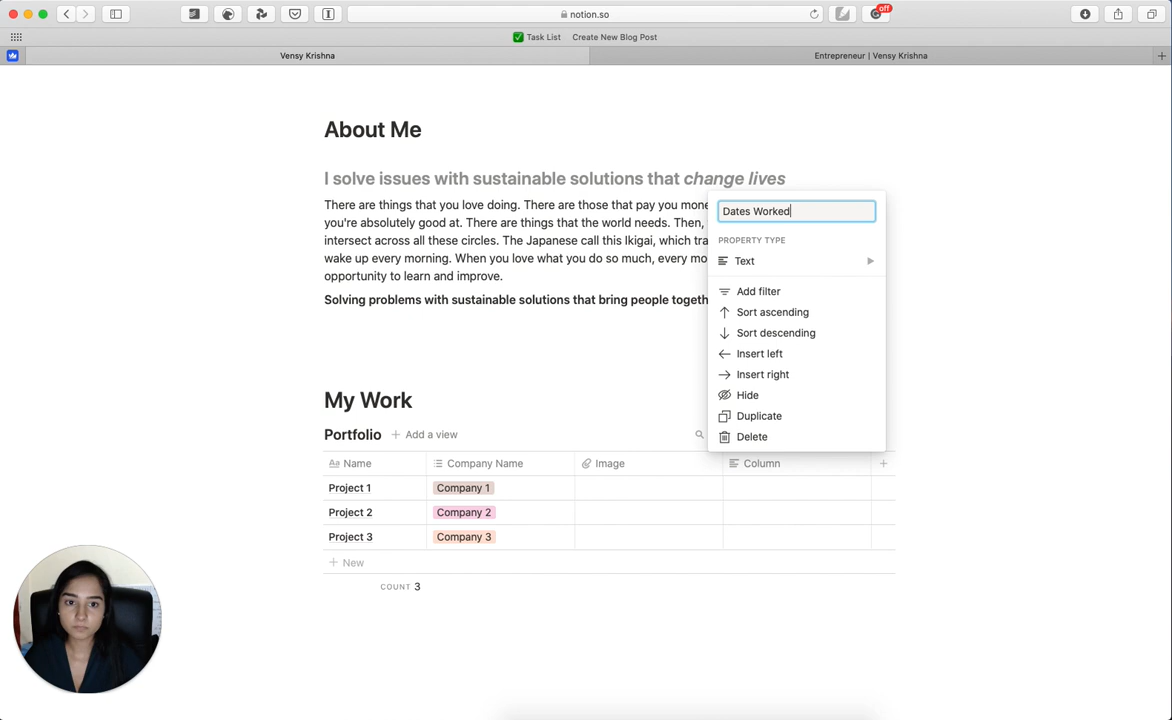 off
notion.so
Task List Create New Blog Post
Vensy Krishna Entrepreneur | Vensy Krishna
About Me
I solve issues with sustainable solutions that change lives
There are things that you love doing. There are those that pay you mone
you're absolutely good at. There are things that the world needs. Then,
intersect across all these circles. The Japanese call this Ikigai, which tra
wake up every morning. When you love what you do so much, every mo
opportunity to learn and improve.
Solving problems with sustainable solutions that bring people togeth
Dates Worked
PROPERTY TYPE
Text
Add filter
Sort ascending
Sort descending
Insert left
Insert right
Hide
Duplicate
Delete
My Work
Portfolio + Add a view
Aa Name Company Name Image Column +
Project 1 Company 1
Project 2 Company 2
Project 3 Company 3
+ New
COUNT 3